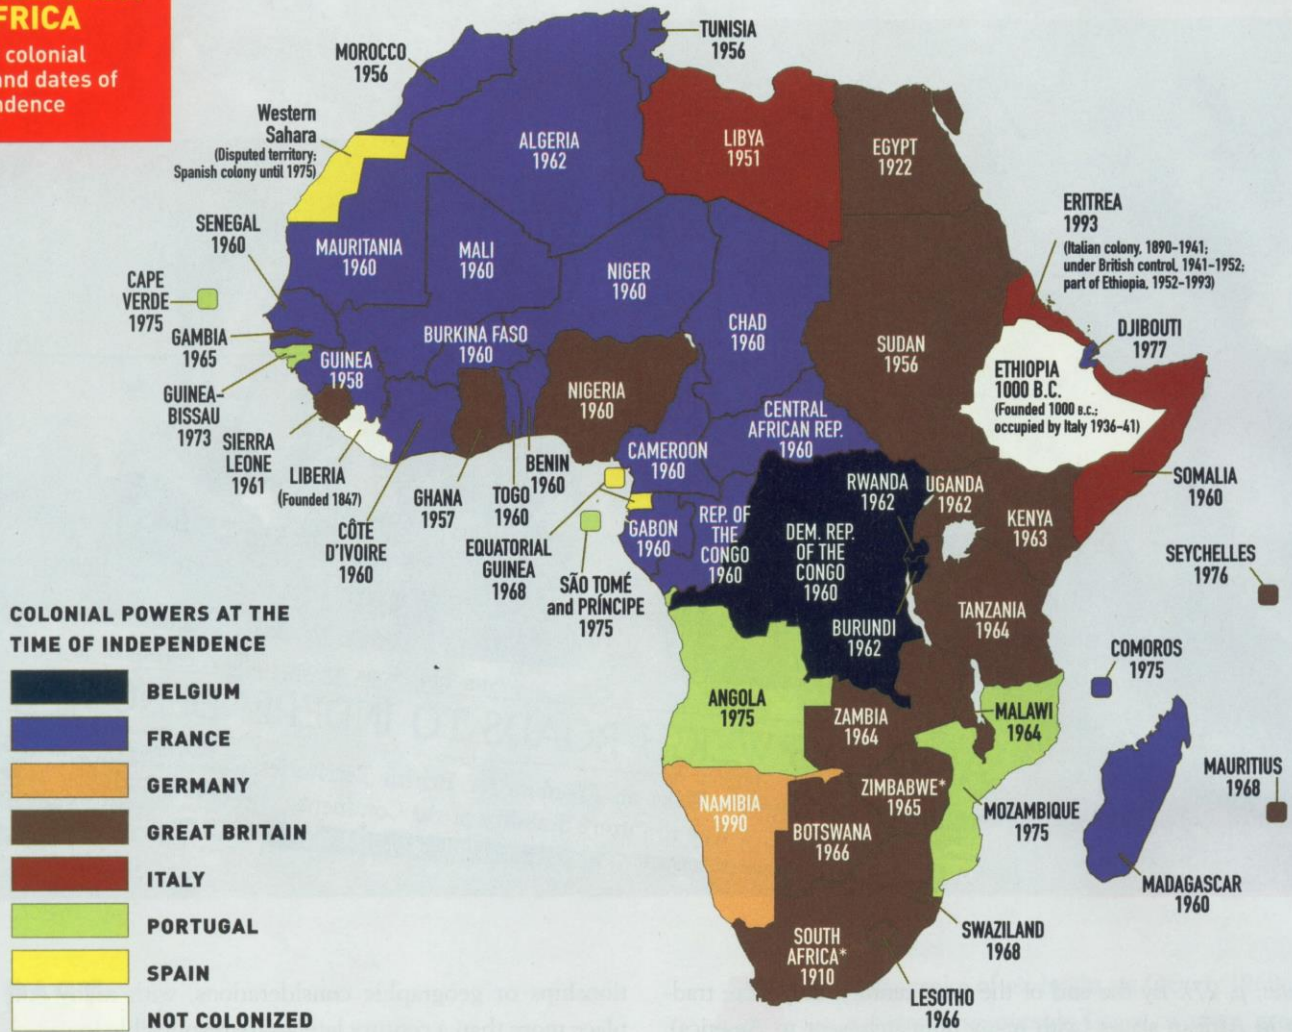 FRICA
colonial
and dates of
ndence
MOROCCO
1956
TUNISIA
1956
Western
Sahara
(Disputed territory;
Spanish colony until 1975)
ALGERIA
1962
LIBYA
1951
EGYPT
1922
SENEGAL
1960
MAURITANIA
1960
MALI
1960
NIGER
1960
CHAD
1960
SUDAN
1956
ERITREA
1993
(Italian colony, 1890–1941;
under British control, 1941–1952;
part of Ethiopia, 1952–1993)
CAPE
VERDE
1975
GAMBIA
1965
GUINEA-
BISSAU
1973
GUINEA
1958
BURKINA FASO
1960
NIGERIA
1960
DJIBOUTI
1977
ETHIOPIA
1000 B.C.
(Founded 1000 B.C.;
occupied by Italy 1936–41)
SIERRA
LEONE
1961
LIBERIA
(Founded 1847)
CÔTE
D'IVOIRE
1960
GHANA
1957
TOGO
1960
BENIN
1960
CAMEROON
1960
CENTRAL
AFRICAN REP.
1960
EQUATORIAL
GUINEA
1968
SÃO TOMÉ
and PRÍNCIPE
1975
GABON
1960
REP. OF
THE
CONGO
1960
DEM. REP.
OF THE
CONGO
1960
RWANDA
1962
UGANDA
1962
KENYA
1963
SOMALIA
1960
BURUNDI
1962
TANZANIA
1964
SEYCHELLES
1976
COMOROS
1975
ANGOLA
1975
ZAMBIA
1964
MALAWI
1964
MAURITIUS
1968
NAMIBIA
1990
ZIMBABWE*
1965
BOTSWANA
1966
MOZAMBIQUE
1975
MADAGASCAR
1960
SOUTH
AFRICA*
1910
SWAZILAND
1968
LESOTHO
1966
COLONIAL POWERS AT THE
TIME OF INDEPENDENCE
BELGIUM
FRANCE
GERMANY
GREAT BRITAIN
ITALY
PORTUGAL
SPAIN
NOT COLONIZED